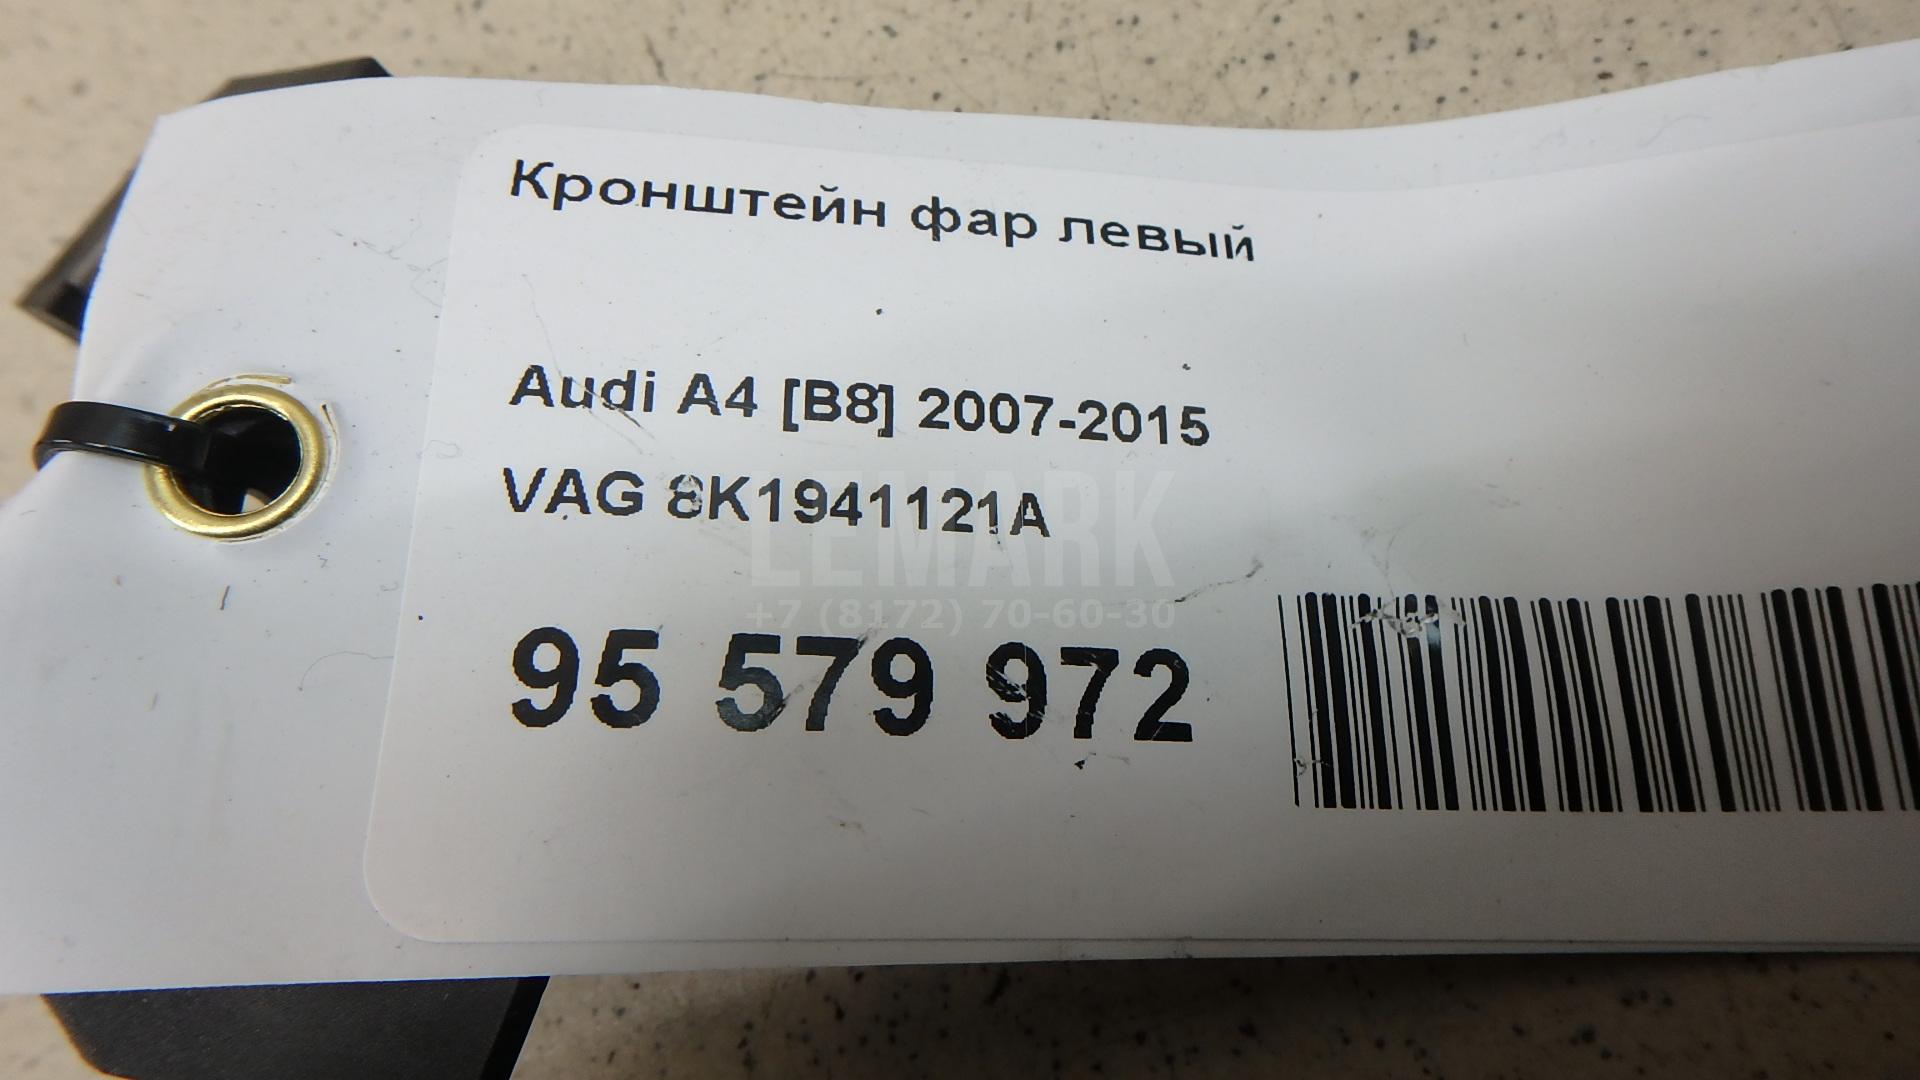 Кронштейн фар левый
Audi A4 [B8] 2007-2015
VAG 8K1941121A
LEMARK
+7 (8172) 70-60-30
95 579 972